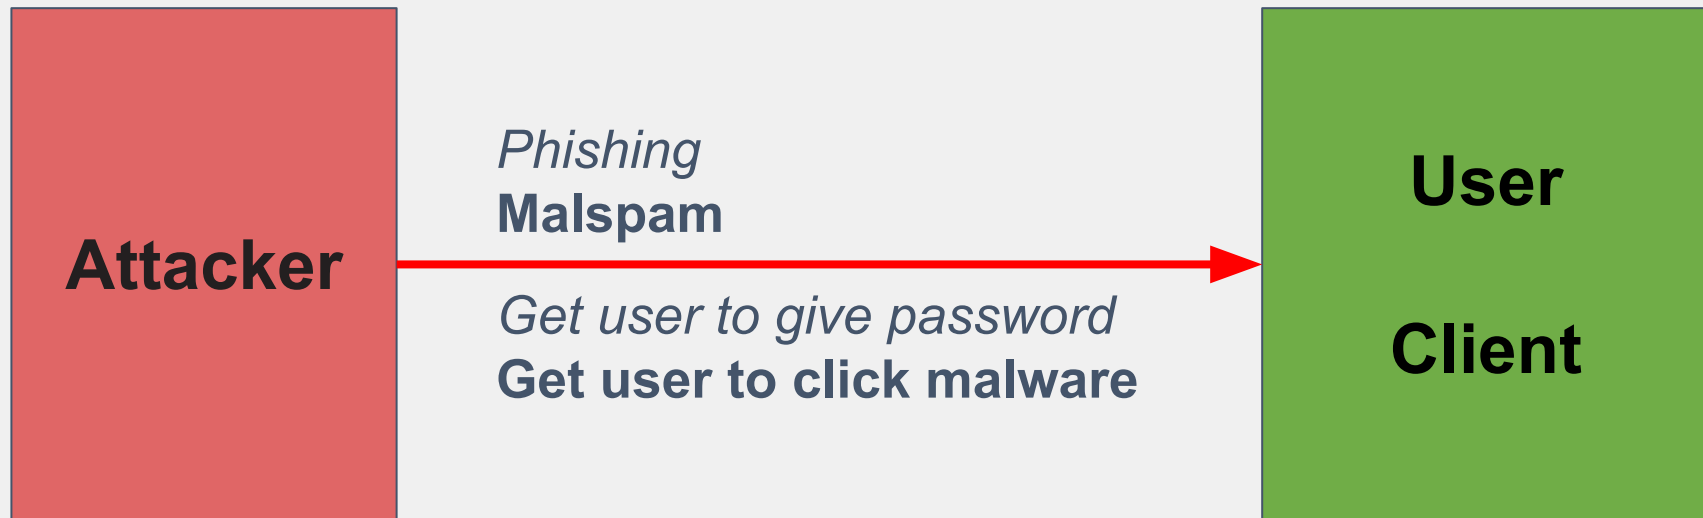 Attacker
Phishing
Malspam
Get user to give password
Get user to click malware
User
Client